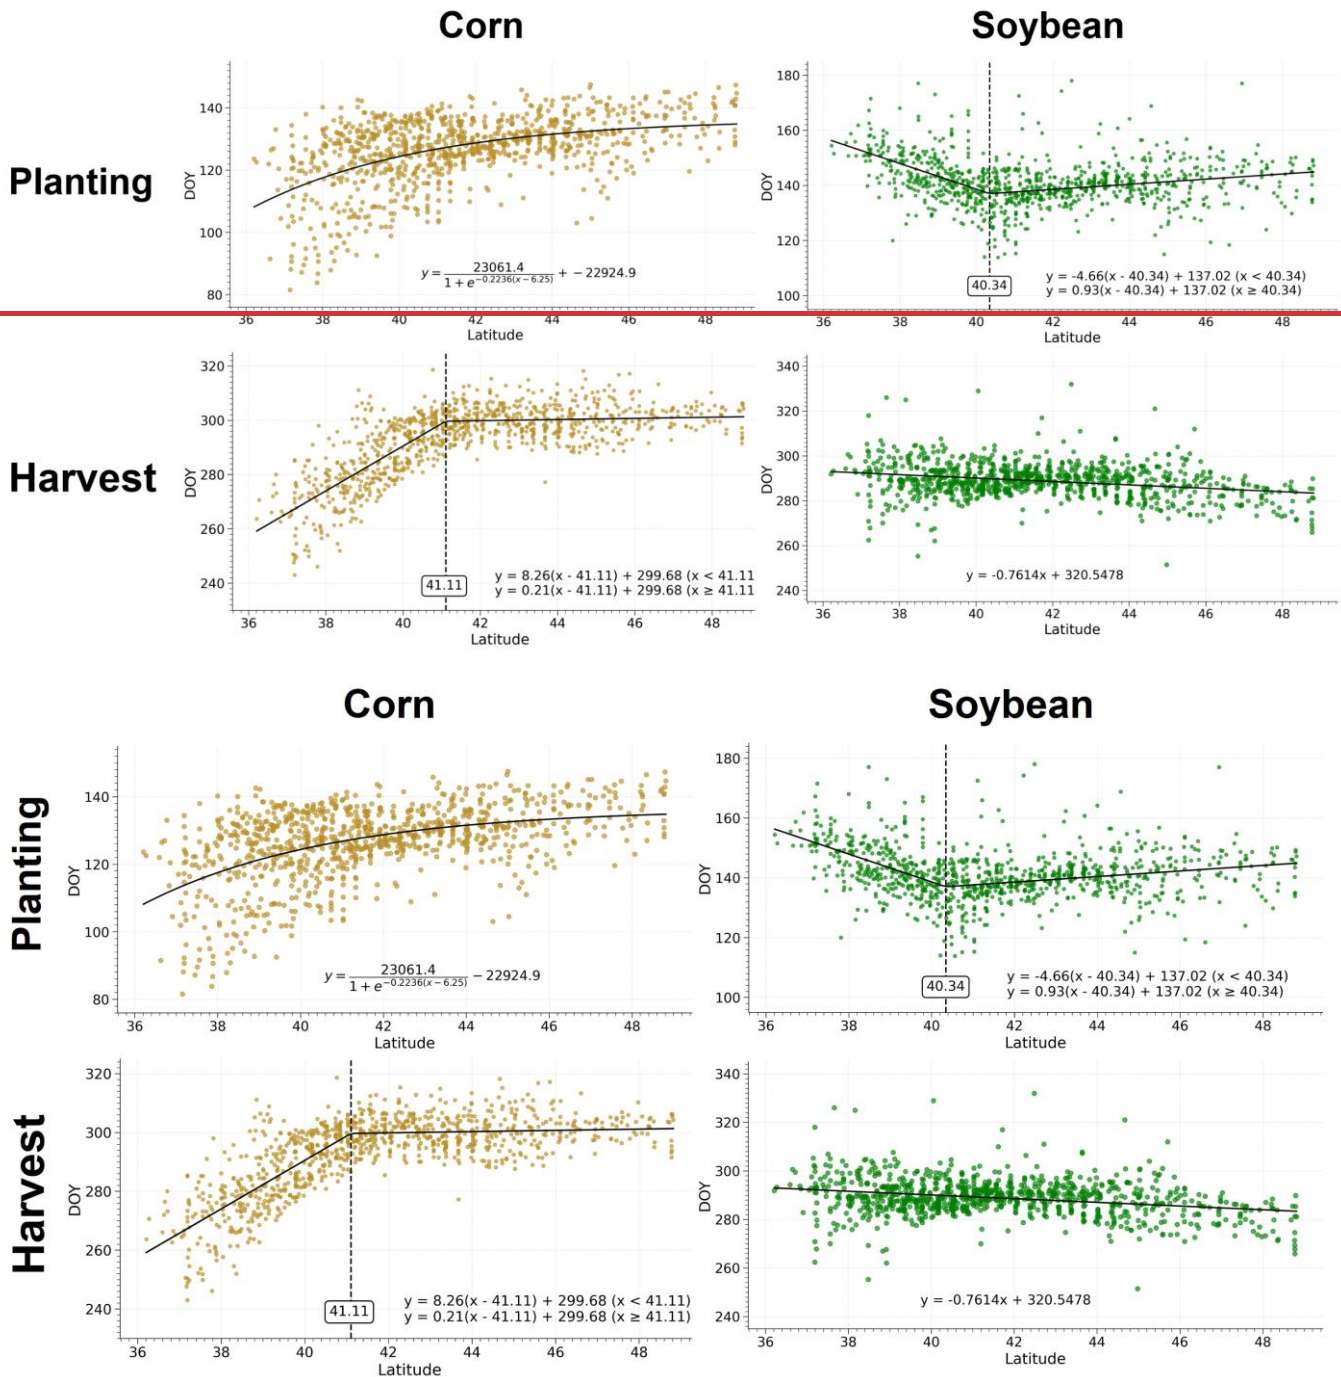 Corn
Soybean
Planting
DOY
140
120
100
80
y = 23061.4 / 1 + e^{-0.2236(x-6.25)} + -22924.9
36 38 40 42 44 46 48
Latitude
DOY
180
160
140
120
100
40.34
y = -4.66(x - 40.34) + 137.02 (x < 40.34)
y = 0.93(x - 40.34) + 137.02 (x ≥ 40.34)
36 38 40 42 44 46 48
Latitude
Harvest
DOY
320
300
280
260
240
41.11
y = 8.26(x - 41.11) + 299.68 (x < 41.11
y = 0.21(x - 41.11) + 299.68 (x ≥ 41.11
36 38 40 42 44 46 48
Latitude
DOY
340
320
300
280
260
240
y = -0.7614x + 320.5478
36 38 40 42 44 46 48
Latitude
Corn
Soybean
Planting
DOY
140
120
100
80
y = 23061.4 / 1 + e^{-0.2236(x-6.25)} - 22924.9
36 38 40 42 44 46 48
Latitude
DOY
180
160
140
120
100
40.34
y = -4.66(x - 40.34) + 137.02 (x < 40.34)
y = 0.93(x - 40.34) + 137.02 (x ≥ 40.34)
36 38 40 42 44 46 48
Latitude
Harvest
DOY
320
300
280
260
240
41.11
y = 8.26(x - 41.11) + 299.68 (x < 41.11)
y = 0.21(x - 41.11) + 299.68 (x ≥ 41.11)
36 38 40 42 44 46 48
Latitude
DOY
340
320
300
280
260
240
y = -0.7614x + 320.5478
36 38 40 42 44 46 48
Latitude